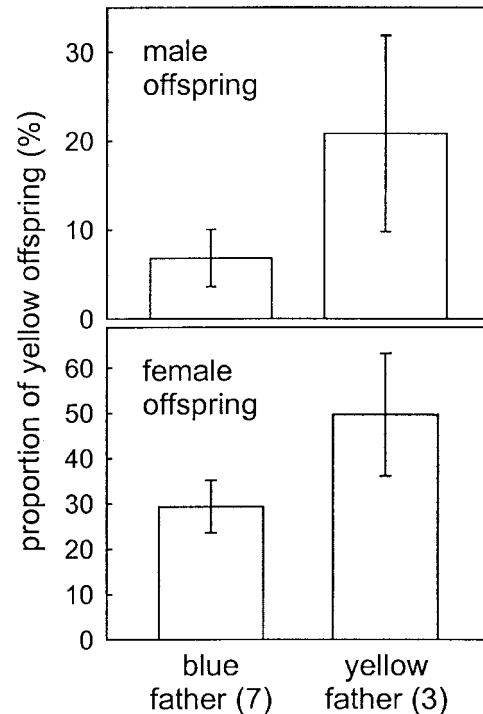 proportion of yellow offspring (%)
30
20
10
0
male
offspring
60
50
40
30
20
10
0
female
offspring
blue
father (7)
yellow
father (3)